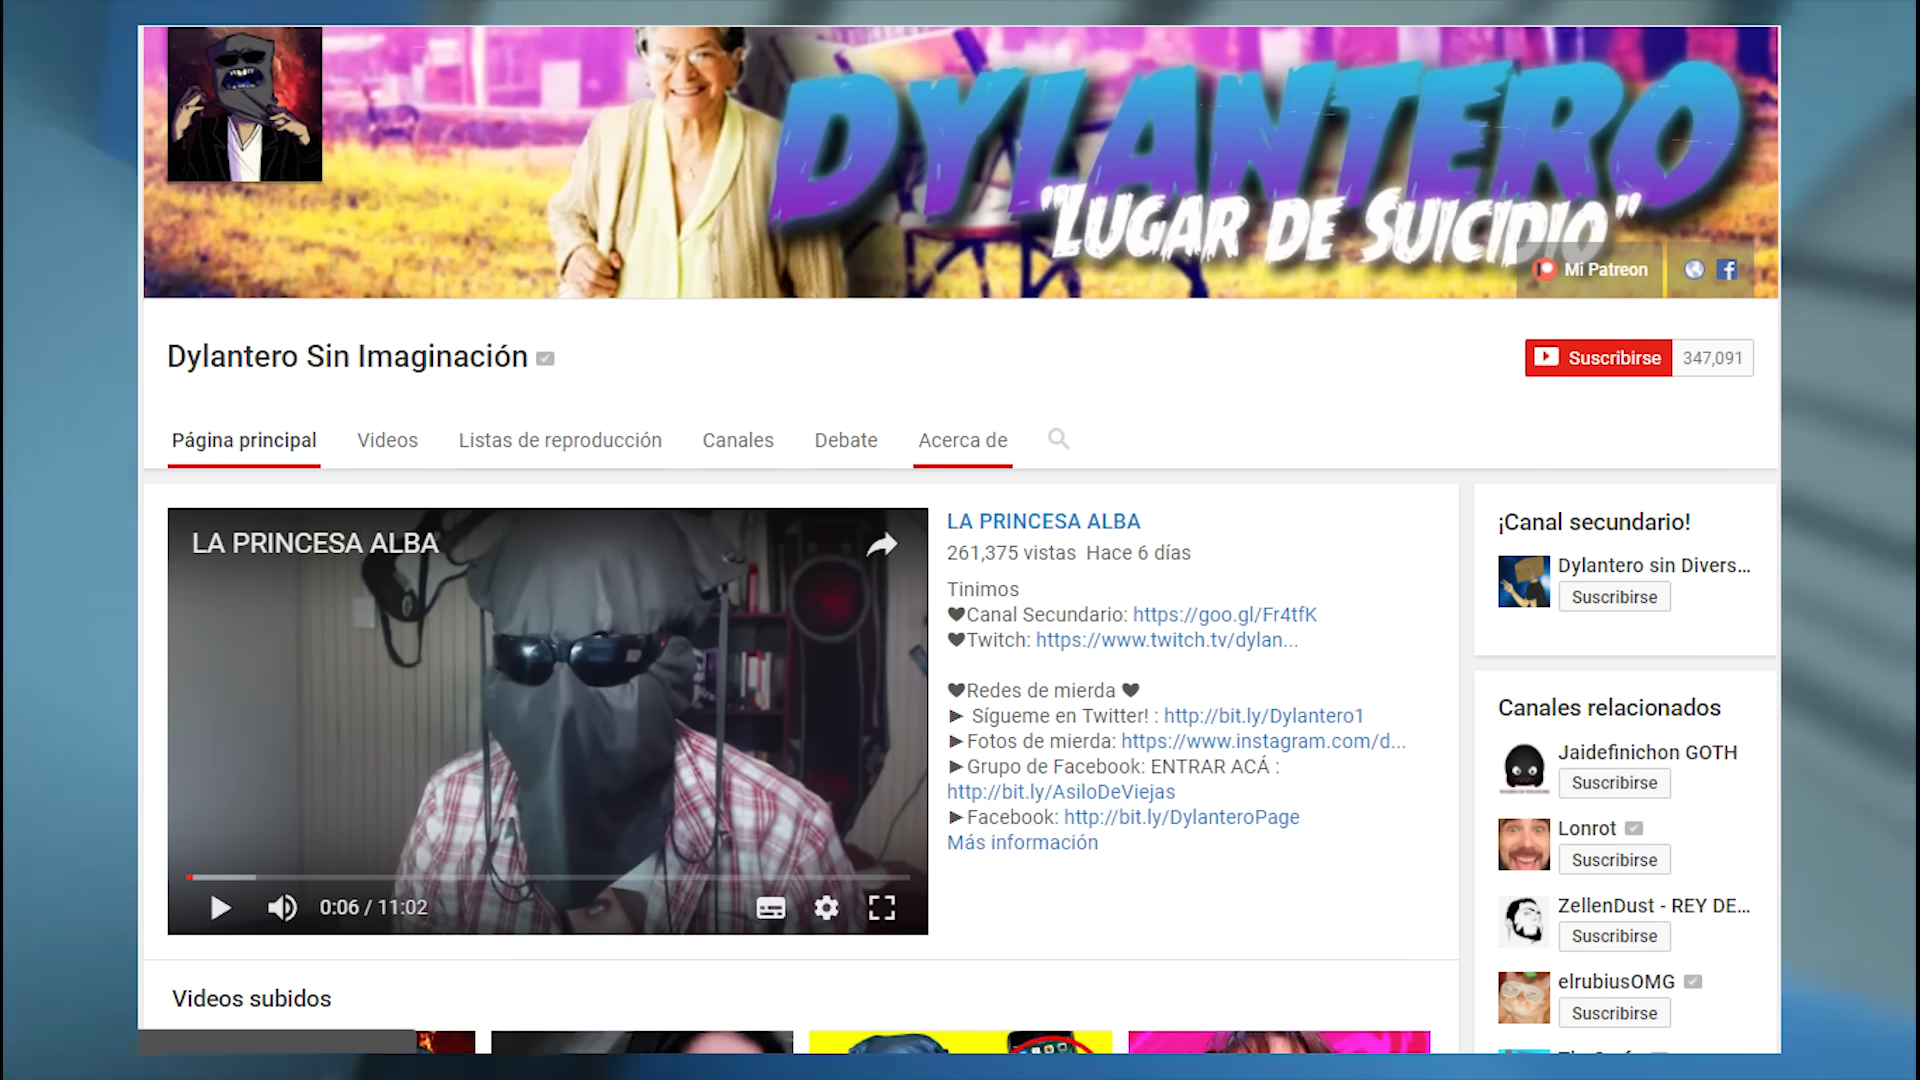 DYLANTERO
"LUGAR DE SUICIDIO"
Mi Patreon
Dylantero Sin Imaginación
Suscribirse 347,091
Página principal Videos Listas de reproducción Canales Debate Acerca de
LA PRINCESA ALBA
0:06 / 11:02
LA PRINCESA ALBA
261,375 vistas Hace 6 días
Tinimos
♥Canal Secundario: https://goo.gl/Fr4tfK
♥Twitch: https://www.twitch.tv/dylan...
♥Redes de mierda ♥
► Sígueme en Twitter! : http://bit.ly/Dylantero1
►Fotos de mierda: https://www.instagram.com/d...
►Grupo de Facebook: ENTRAR ACÁ :
http://bit.ly/AsiloDeViejas
►Facebook: http://bit.ly/DylanteroPage
Más información
Videos subidos
¡Canal secundario!
Dylantero sin Divers...
Suscribirse
Canales relacionados
Jaidefinichon GOTH
Suscribirse
Lonrot
Suscribirse
ZellenDust - REY DE...
Suscribirse
elrubiusOMG
Suscribirse